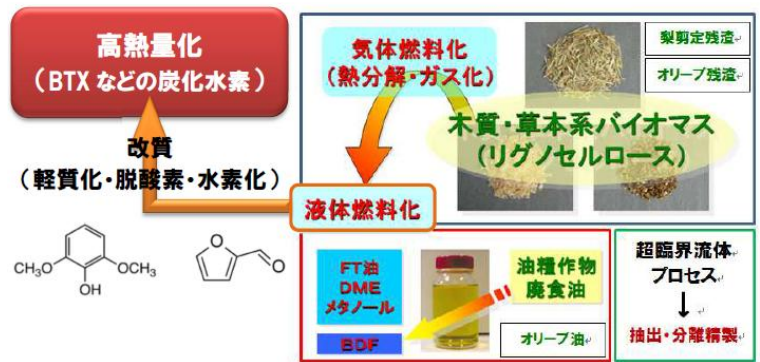 高熱量化
（BTXなどの炭化水素）
改質
（軽質化・脱酸素・水素化）
CH₃O
OCH₃
OH
O
O
気体燃料化
（熱分解・ガス化）
梨剪定残渣
オリーブ残渣
木質・草本系バイオマス
（リグノセルロース）
液体燃料化
FT油
DME
メタノール
BDF
油糧作物
廃食油
オリーブ油
超臨界流体
プロセス
↓
抽出・分離精製